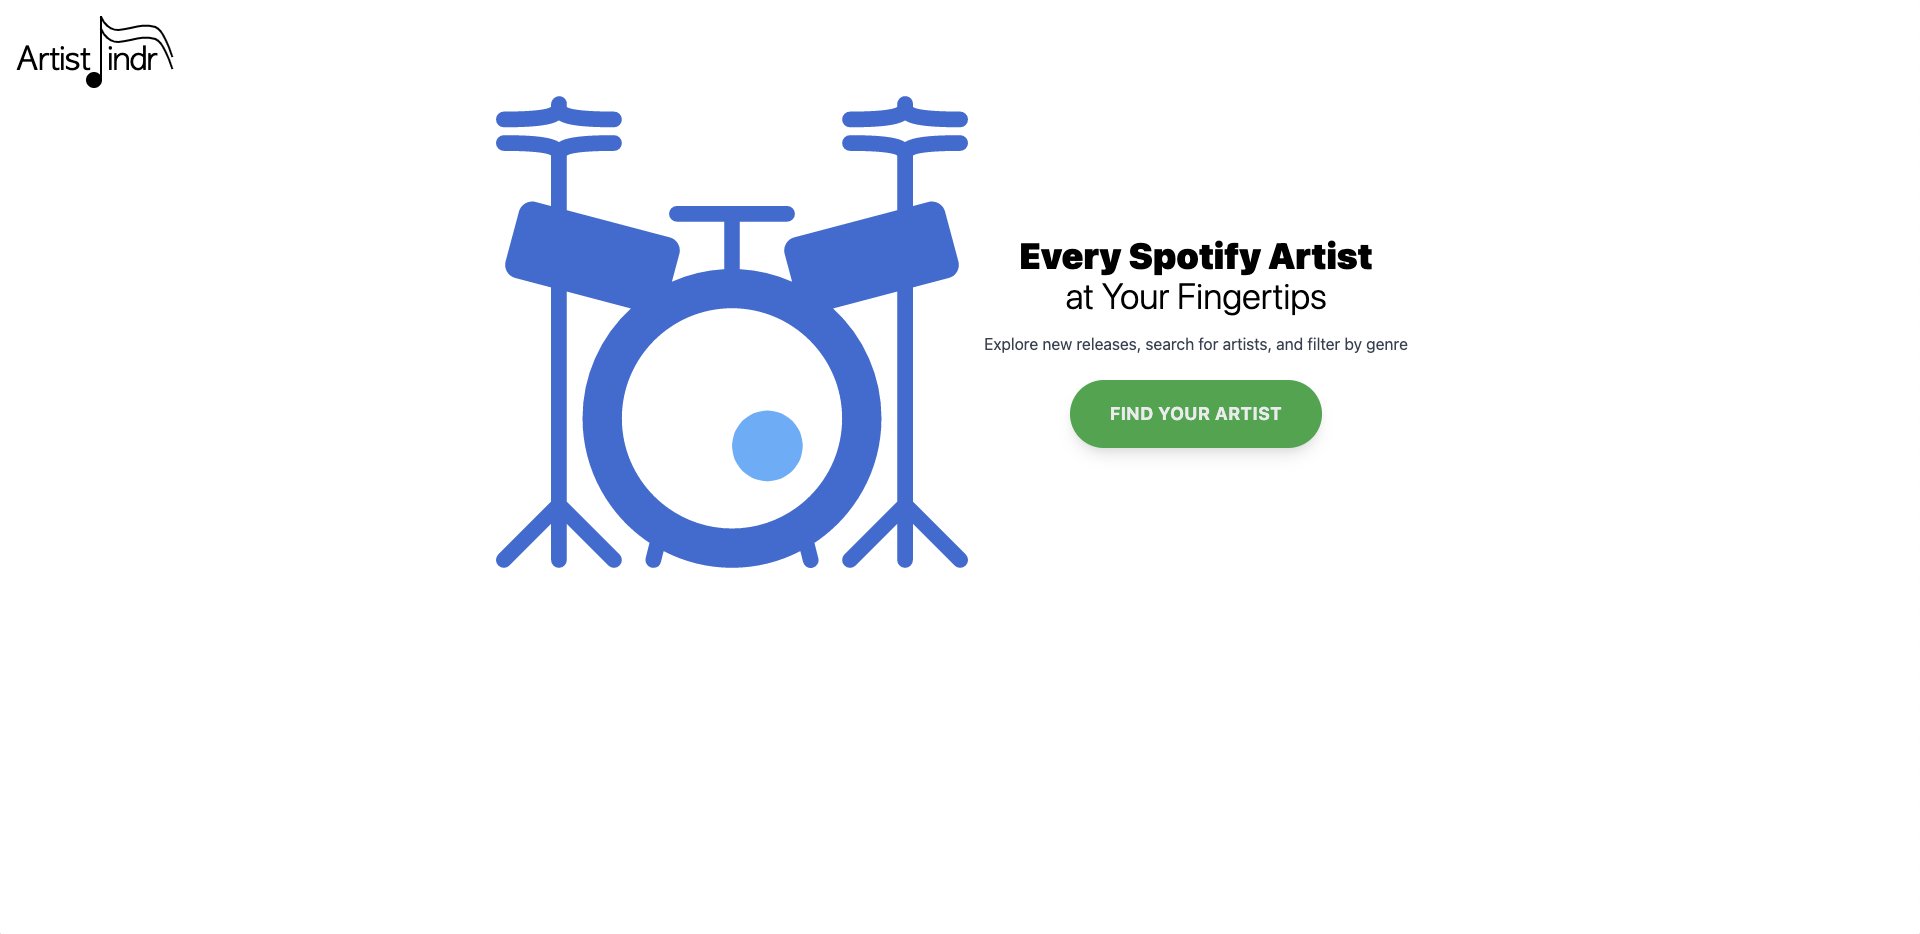 Artist indr
Every Spotify Artist
at Your Fingertips
Explore new releases, search for artists, and filter by genre
FIND YOUR ARTIST